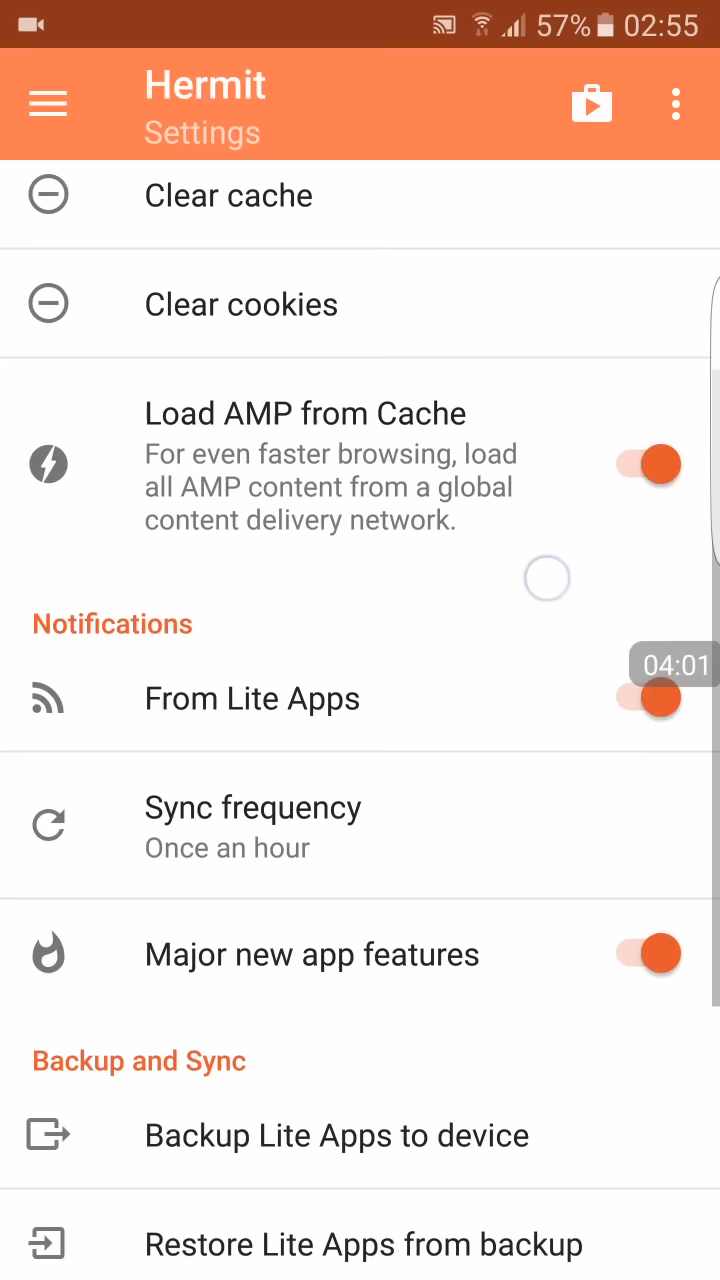 57% 02:55
Hermit
Settings
Clear cache
Clear cookies
Load AMP from Cache
For even faster browsing, load
all AMP content from a global
content delivery network.
Notifications
04:01
From Lite Apps
Sync frequency
Once an hour
Major new app features
Backup and Sync
Backup Lite Apps to device
Restore Lite Apps from backup